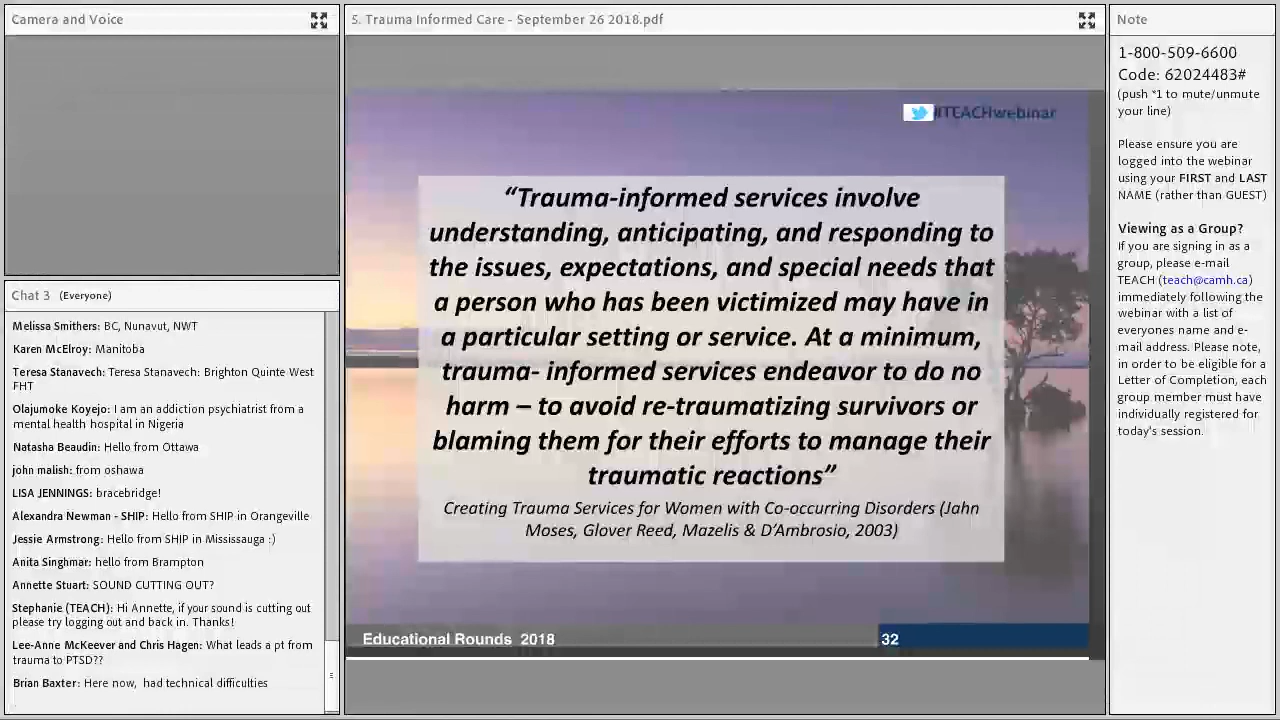 Camera and Voice
Chat 3 (Everyone)
Melissa Smithers: BC, Nunavut, NWT
Karen McElroy: Manitoba
Teresa Stanavech: Teresa Stanavech: Brighton Quinte West
FHT
Olajumoke Koyejo: I am an addiction psychiatrist from a
mental health hospital in Nigeria
Natasha Beaudin: Hello from Ottawa
john malish: from oshawa
LISA JENNINGS: bracebridge!
Alexandra Newman - SHIP: Hello from SHIP in Orangeville
Jessie Armstrong: Hello from SHIP in Mississauga :)
Anita Singhmar: hello from Brampton
Annette Stuart: SOUND CUTTING OUT?
Stephanie (TEACH): Hi Annette, if your sound is cutting out
please try logging out and back in. Thanks!
Lee-Anne McKeever and Chris Hagen: What leads a pt from
trauma to PTSD??
Brian Baxter: Here now, had technical difficulties
5. Trauma Informed Care - September 26 2018.pdf
#TEACHwebinar
“Trauma-informed services involve
understanding, anticipating, and responding to
the issues, expectations, and special needs that
a person who has been victimized may have in
a particular setting or service. At a minimum,
trauma- informed services endeavor to do no
harm – to avoid re-traumatizing survivors or
blaming them for their efforts to manage their
traumatic reactions”
Creating Trauma Services for Women with Co-occurring Disorders (Jahn
Moses, Glover Reed, Mazelis & D’Ambrosio, 2003)
Educational Rounds 2018
32
Note
1-800-509-6600
Code: 62024483#
(push *1 to mute/unmute
your line)
Please ensure you are
logged into the webinar
using your FIRST and LAST
NAME (rather than GUEST)
Viewing as a Group?
If you are signing in as a
group, please e-mail
TEACH (teach@camh.ca)
immediately following the
webinar with a list of
everyones name and e-
mail address. Please note,
in order to be eligible for a
Letter of Completion, each
group member must have
individually registered for
today's session.